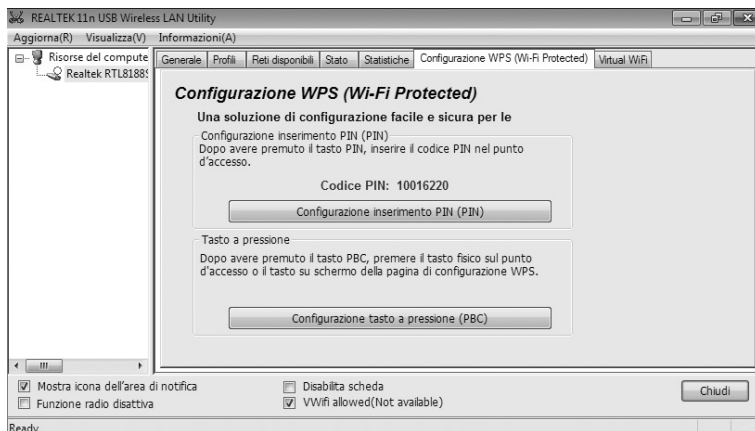 REALTEK 11n USB Wireless LAN Utility
Aggiorna(R) Visualizza(V) Informazioni(A)
Risorse del compute
Realtek RTL8188S
Generale Profili Reti disponibili Stato Statistiche Configurazione WPS (Wi-Fi Protected) Virtual WiFi
Configurazione WPS (Wi-Fi Protected)
Una soluzione di configurazione facile e sicura per le
Configurazione inserimento PIN (PIN)
Dopo avere premuto il tasto PIN, inserire il codice PIN nel punto
d'accesso.
Codice PIN: 10016220
Configurazione inserimento PIN (PIN)
Tasto a pressione
Dopo avere premuto il tasto PBC, premere il tasto fisico sul punto
d'accesso o il tasto su schermo della pagina di configurazione WPS.
Configurazione tasto a pressione (PBC)
Mostra icona dell'area di notifica
Funzione radio disattiva
Disabilita scheda
VWifi allowed(Not available)
Chiudi
Ready